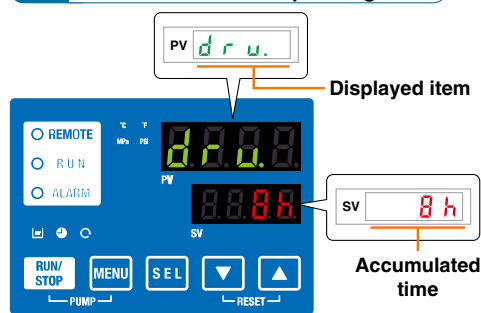 PV dru.
Displayed item
REMOTE
RUN
ALARM
°C °F
MPa PSI
dru.
PV
8h
SV
SV 8h
Accumulated
time
RUN/
STOP
MENU
SEL
PUMP
RESET